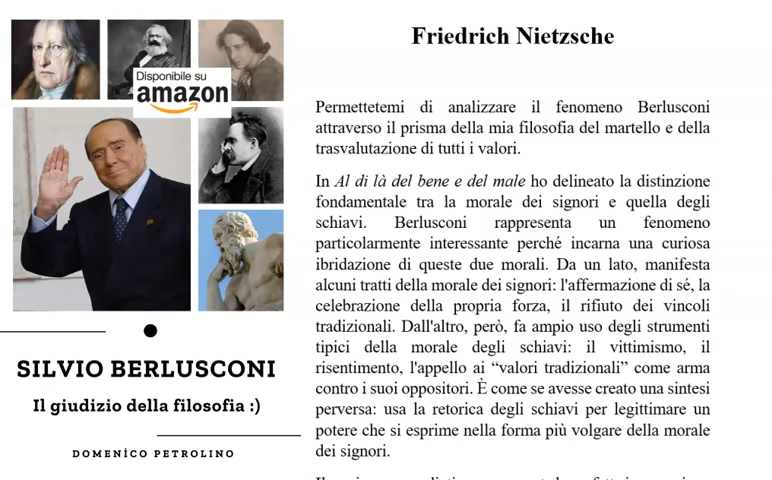 Disponibile su
amazon
SILVIO BERLUSCONI
Il giudizio della filosofia :)
DOMENİCO PETROLINO
Friedrich Nietzsche
Permettetemi di analizzare il fenomeno Berlusconi
attraverso il prisma della mia filosofia del martello e della
trasvalutazione di tutti i valori.
In Al di là del bene e del male ho delineato la distinzione
fondamentale tra la morale dei signori e quella degli
schiavi. Berlusconi rappresenta un fenomeno
particolarmente interessante perché incarna una curiosa
ibridazione di queste due morali. Da un lato, manifesta
alcuni tratti della morale dei signori: l'affermazione di sé, la
celebrazione della propria forza, il rifiuto dei vincoli
tradizionali. Dall'altro, però, fa ampio uso degli strumenti
tipici della morale degli schiavi: il vittimismo, il
risentimento, l'appello ai “valori tradizionali” come arma
contro i suoi oppositori. È come se avesse creato una sintesi
perversa: usa la retorica degli schiavi per legittimare un
potere che si esprime nella forma più volgare della morale
dei signori.